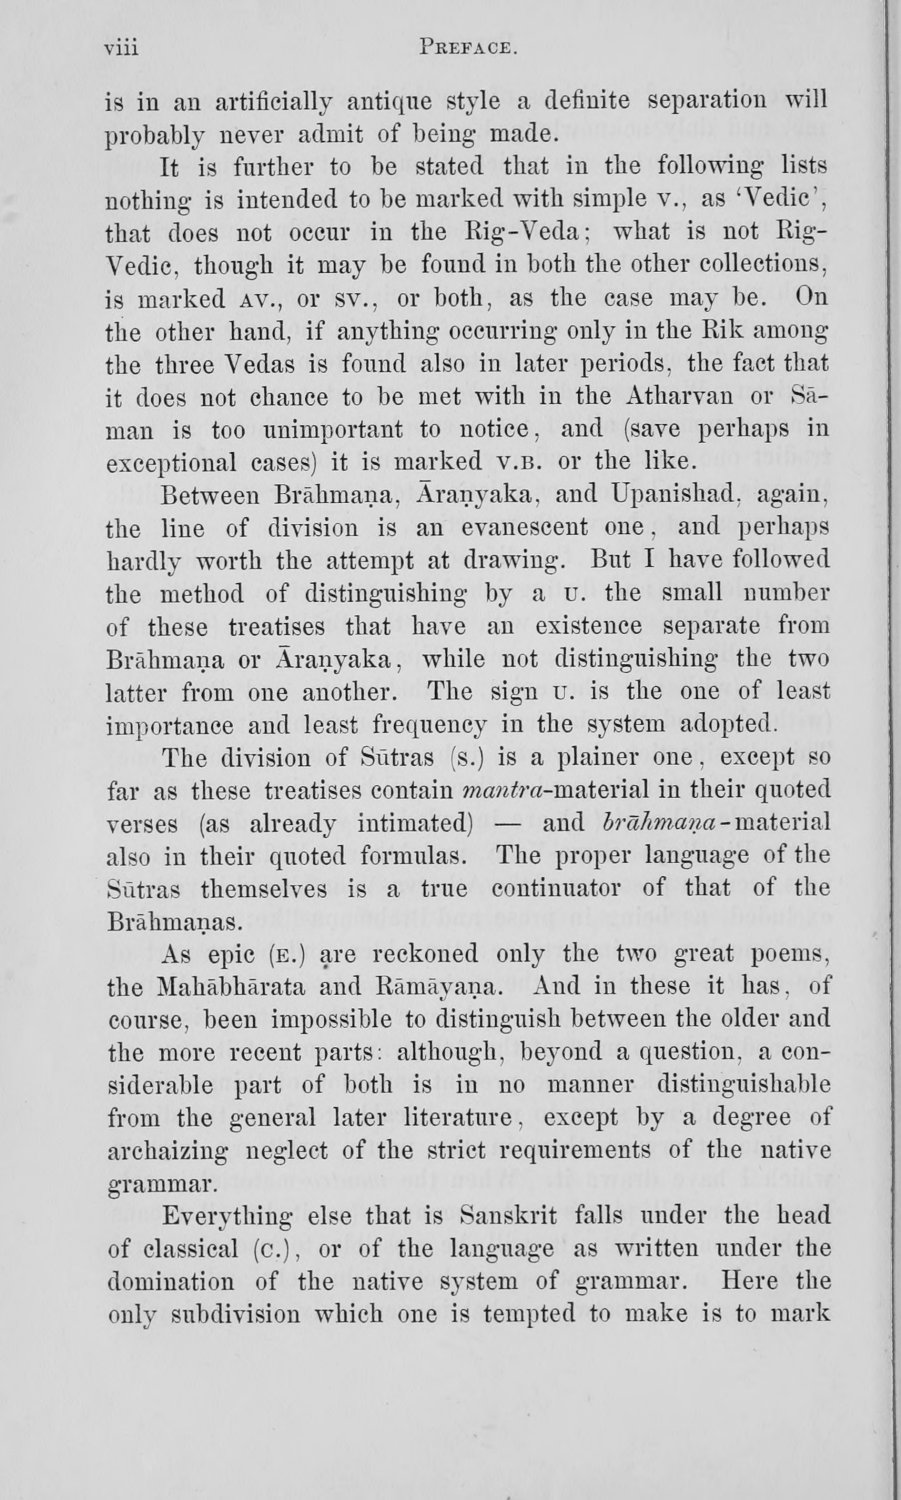 viii PREFACE.
is in an artificially antique style a definite separation will
probably never admit of being made.
It is further to be stated that in the following lists
nothing is intended to be marked with simple v., as ‘Vedic’,
that does not occur in the Rig-Veda; what is not Rig-
Vedic, though it may be found in both the other collections,
is marked AV., or SV., or both, as the case may be. On
the other hand, if anything occurring only in the Rik among
the three Vedas is found also in later periods, the fact that
it does not chance to be met with in the Atharvan or Sā-
man is too unimportant to notice, and (save perhaps in
exceptional cases) it is marked V.B. or the like.
Between Brāhmaṇa, Āraṇyaka, and Upanishad, again,
the line of division is an evanescent one, and perhaps
hardly worth the attempt at drawing. But I have followed
the method of distinguishing by a U. the small number
of these treatises that have an existence separate from
Brāhmaṇa or Āraṇyaka, while not distinguishing the two
latter from one another. The sign U. is the one of least
importance and least frequency in the system adopted.
The division of Sūtras (S.) is a plainer one, except so
far as these treatises contain mantra-material in their quoted
verses (as already intimated) — and brāhmaṇa-material
also in their quoted formulas. The proper language of the
Sūtras themselves is a true continuator of that of the
Brāhmaṇas.
As epic (E.) are reckoned only the two great poems,
the Mahābhārata and Rāmāyaṇa. And in these it has, of
course, been impossible to distinguish between the older and
the more recent parts: although, beyond a question, a con-
siderable part of both is in no manner distinguishable
from the general later literature, except by a degree of
archaizing neglect of the strict requirements of the native
grammar.
Everything else that is Sanskrit falls under the head
of classical (C.), or of the language as written under the
domination of the native system of grammar. Here the
only subdivision which one is tempted to make is to mark